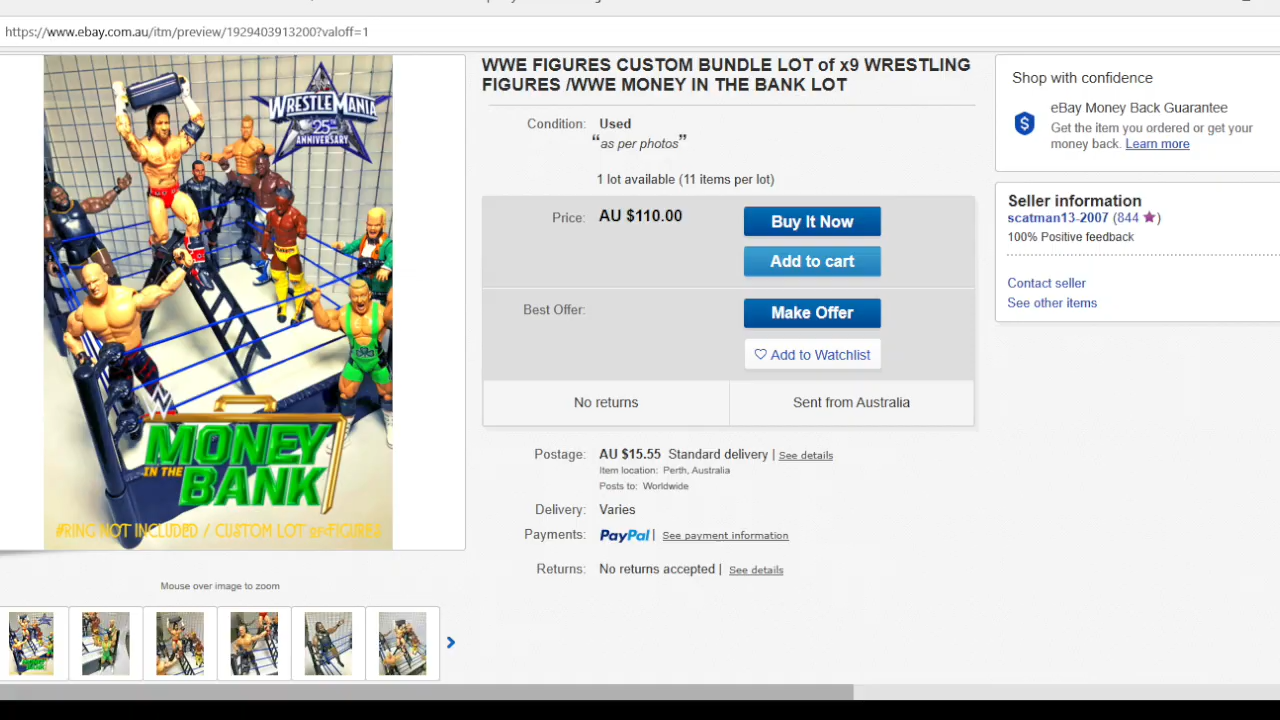 https://www.ebay.com.au/itm/preview/1929403913200?valoff=1
WWE FIGURES CUSTOM BUNDLE LOT of x9 WRESTLING
FIGURES /WWE MONEY IN THE BANK LOT
Condition: Used
“as per photos”
1 lot available (11 items per lot)
Price: AU $110.00
Buy It Now
Add to cart
Best Offer:
Make Offer
Add to Watchlist
No returns
Sent from Australia
Postage: AU $15.55 Standard delivery | See details
Item location: Perth, Australia
Posts to: Worldwide
Delivery: Varies
Payments: PayPal | See payment information
Returns: No returns accepted | See details
Shop with confidence
eBay Money Back Guarantee
Get the item you ordered or get your
money back. Learn more
Seller information
scatman13-2007 (844 ★)
100% Positive feedback
Contact seller
See other items
WRESTLEMANIA
25TH
ANNIVERSARY
W
MONEY
IN THE
BANK
#RING NOT INCLUDED / CUSTOM LOT OF FIGURES
Mouse over image to zoom